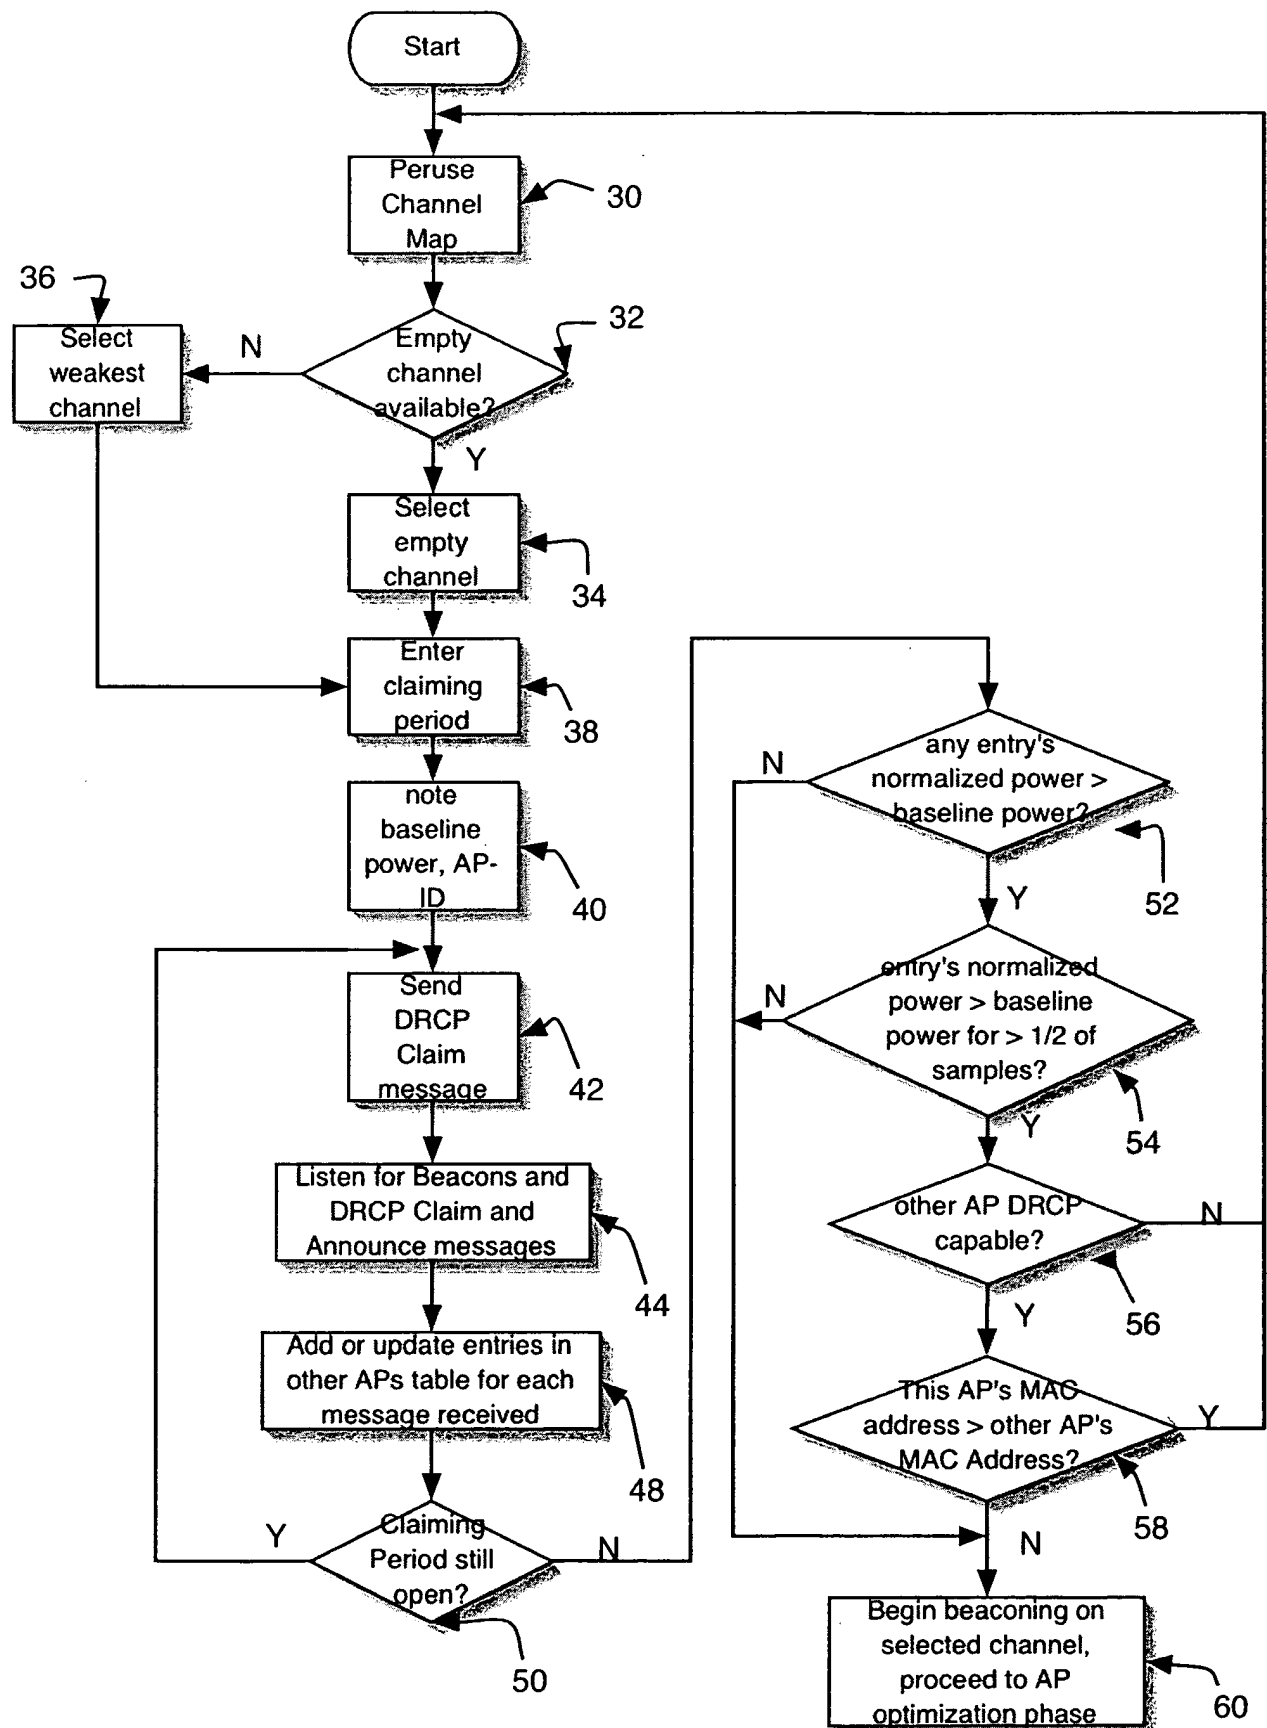 Start
Peruse
Channel
Map
30
36
32
Select
weakest
channel
N
Empty
channel
available?
Y
Select
empty
channel
34
Enter
claiming
period
38
note
baseline
power, AP-
ID
40
Send
DRCP
Claim
message
42
Listen for Beacons and
DRCP Claim and
Announce messages
44
Add or update entries in
other APs table for each
message received
48
Y
Claiming
Period still
open?
N
50
N
any entry's
normalized power >
baseline power?
52
Y
N
entry's normalized
power > baseline
power for > 1/2 of
samples?
54
Y
other AP DRCP
capable?
N
56
Y
This AP's MAC
address > other AP's
MAC Address?
Y
58
N
Begin beaconing on
selected channel,
proceed to AP
optimization phase
60